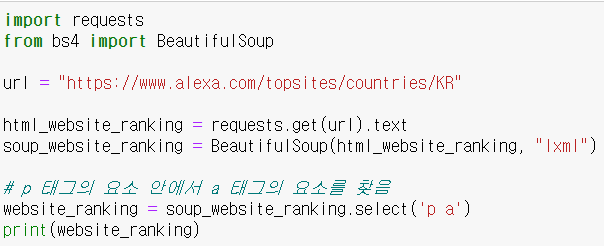 import requests
from bs4 import BeautifulSoup
url = "https://www.alexa.com/topsites/countries/KR"
html_website_ranking = requests.get(url).text
soup_website_ranking = BeautifulSoup(html_website_ranking, "lxml")
# p 태그의 요소 안에서 a 태그의 요소를 찾음
website_ranking = soup_website_ranking.select('p a')
print(website_ranking)